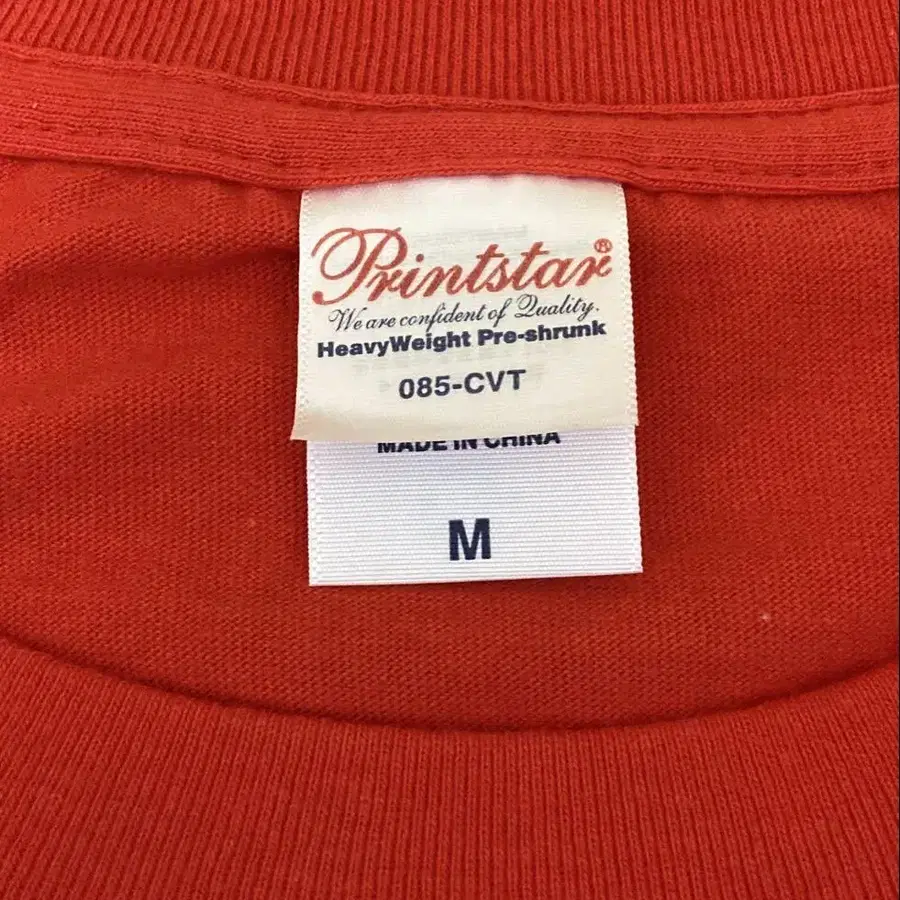 Printstar®
We are confident of Quality.
HeavyWeight Pre-shrunk
085-CVT
MADE IN CHINA
M